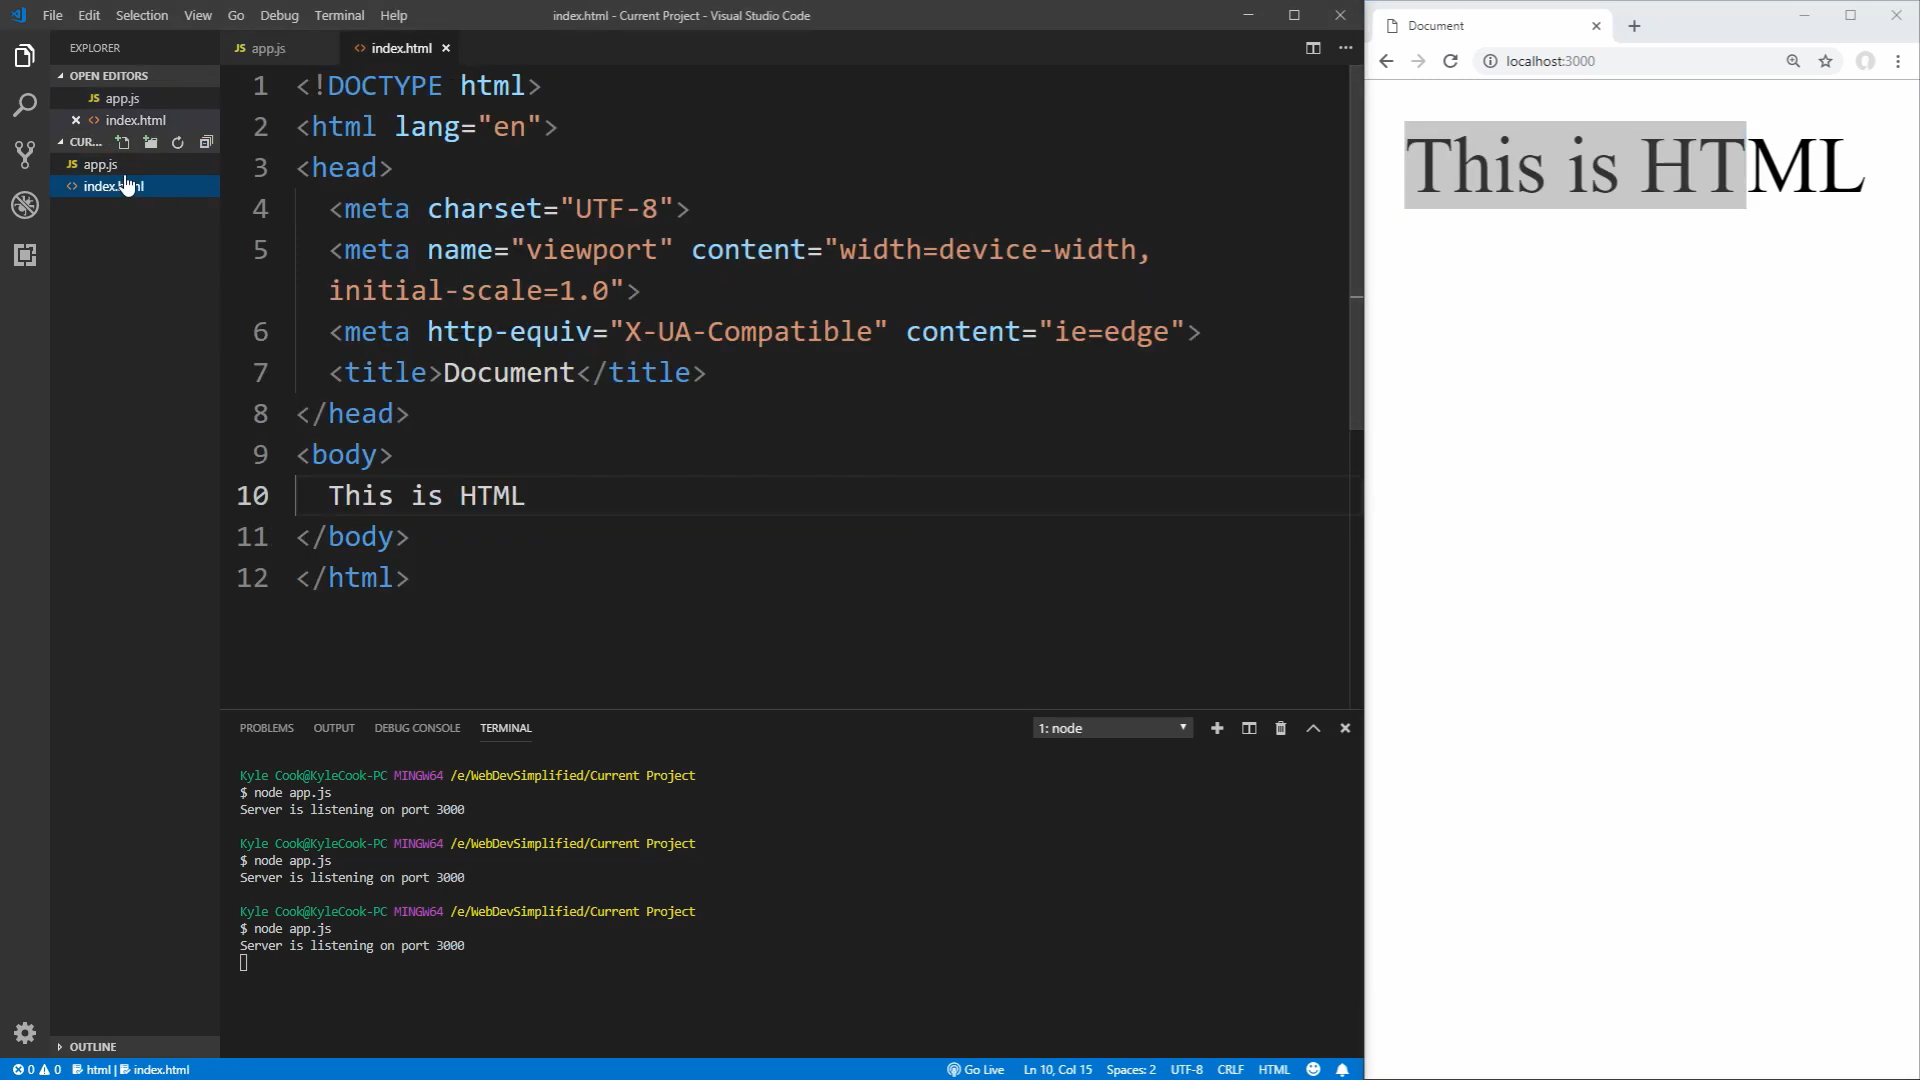 File Edit Selection View Go Debug Terminal Help
index.html - Current Project - Visual Studio Code
EXPLORER
OPEN EDITORS
JS app.js
index.html
CUR...
JS app.js
index.html
OUTLINE
JS app.js
index.html
1 <!DOCTYPE html>
2 <html lang="en">
3 <head>
4 <meta charset="UTF-8">
5 <meta name="viewport" content="width=device-width,
initial-scale=1.0">
6 <meta http-equiv="X-UA-Compatible" content="ie=edge">
7 <title>Document</title>
8 </head>
9 <body>
10 This is HTML
11 </body>
12 </html>
PROBLEMS OUTPUT DEBUG CONSOLE TERMINAL
1: node
Kyle Cook@KyleCook-PC MINGW64 /e/WebDevSimplified/Current Project
$ node app.js
Server is listening on port 3000
Kyle Cook@KyleCook-PC MINGW64 /e/WebDevSimplified/Current Project
$ node app.js
Server is listening on port 3000
Kyle Cook@KyleCook-PC MINGW64 /e/WebDevSimplified/Current Project
$ node app.js
Server is listening on port 3000
0 0 html | index.html
Go Live Ln 10, Col 15 Spaces: 2 UTF-8 CRLF HTML
Document
localhost:3000
This is HTML